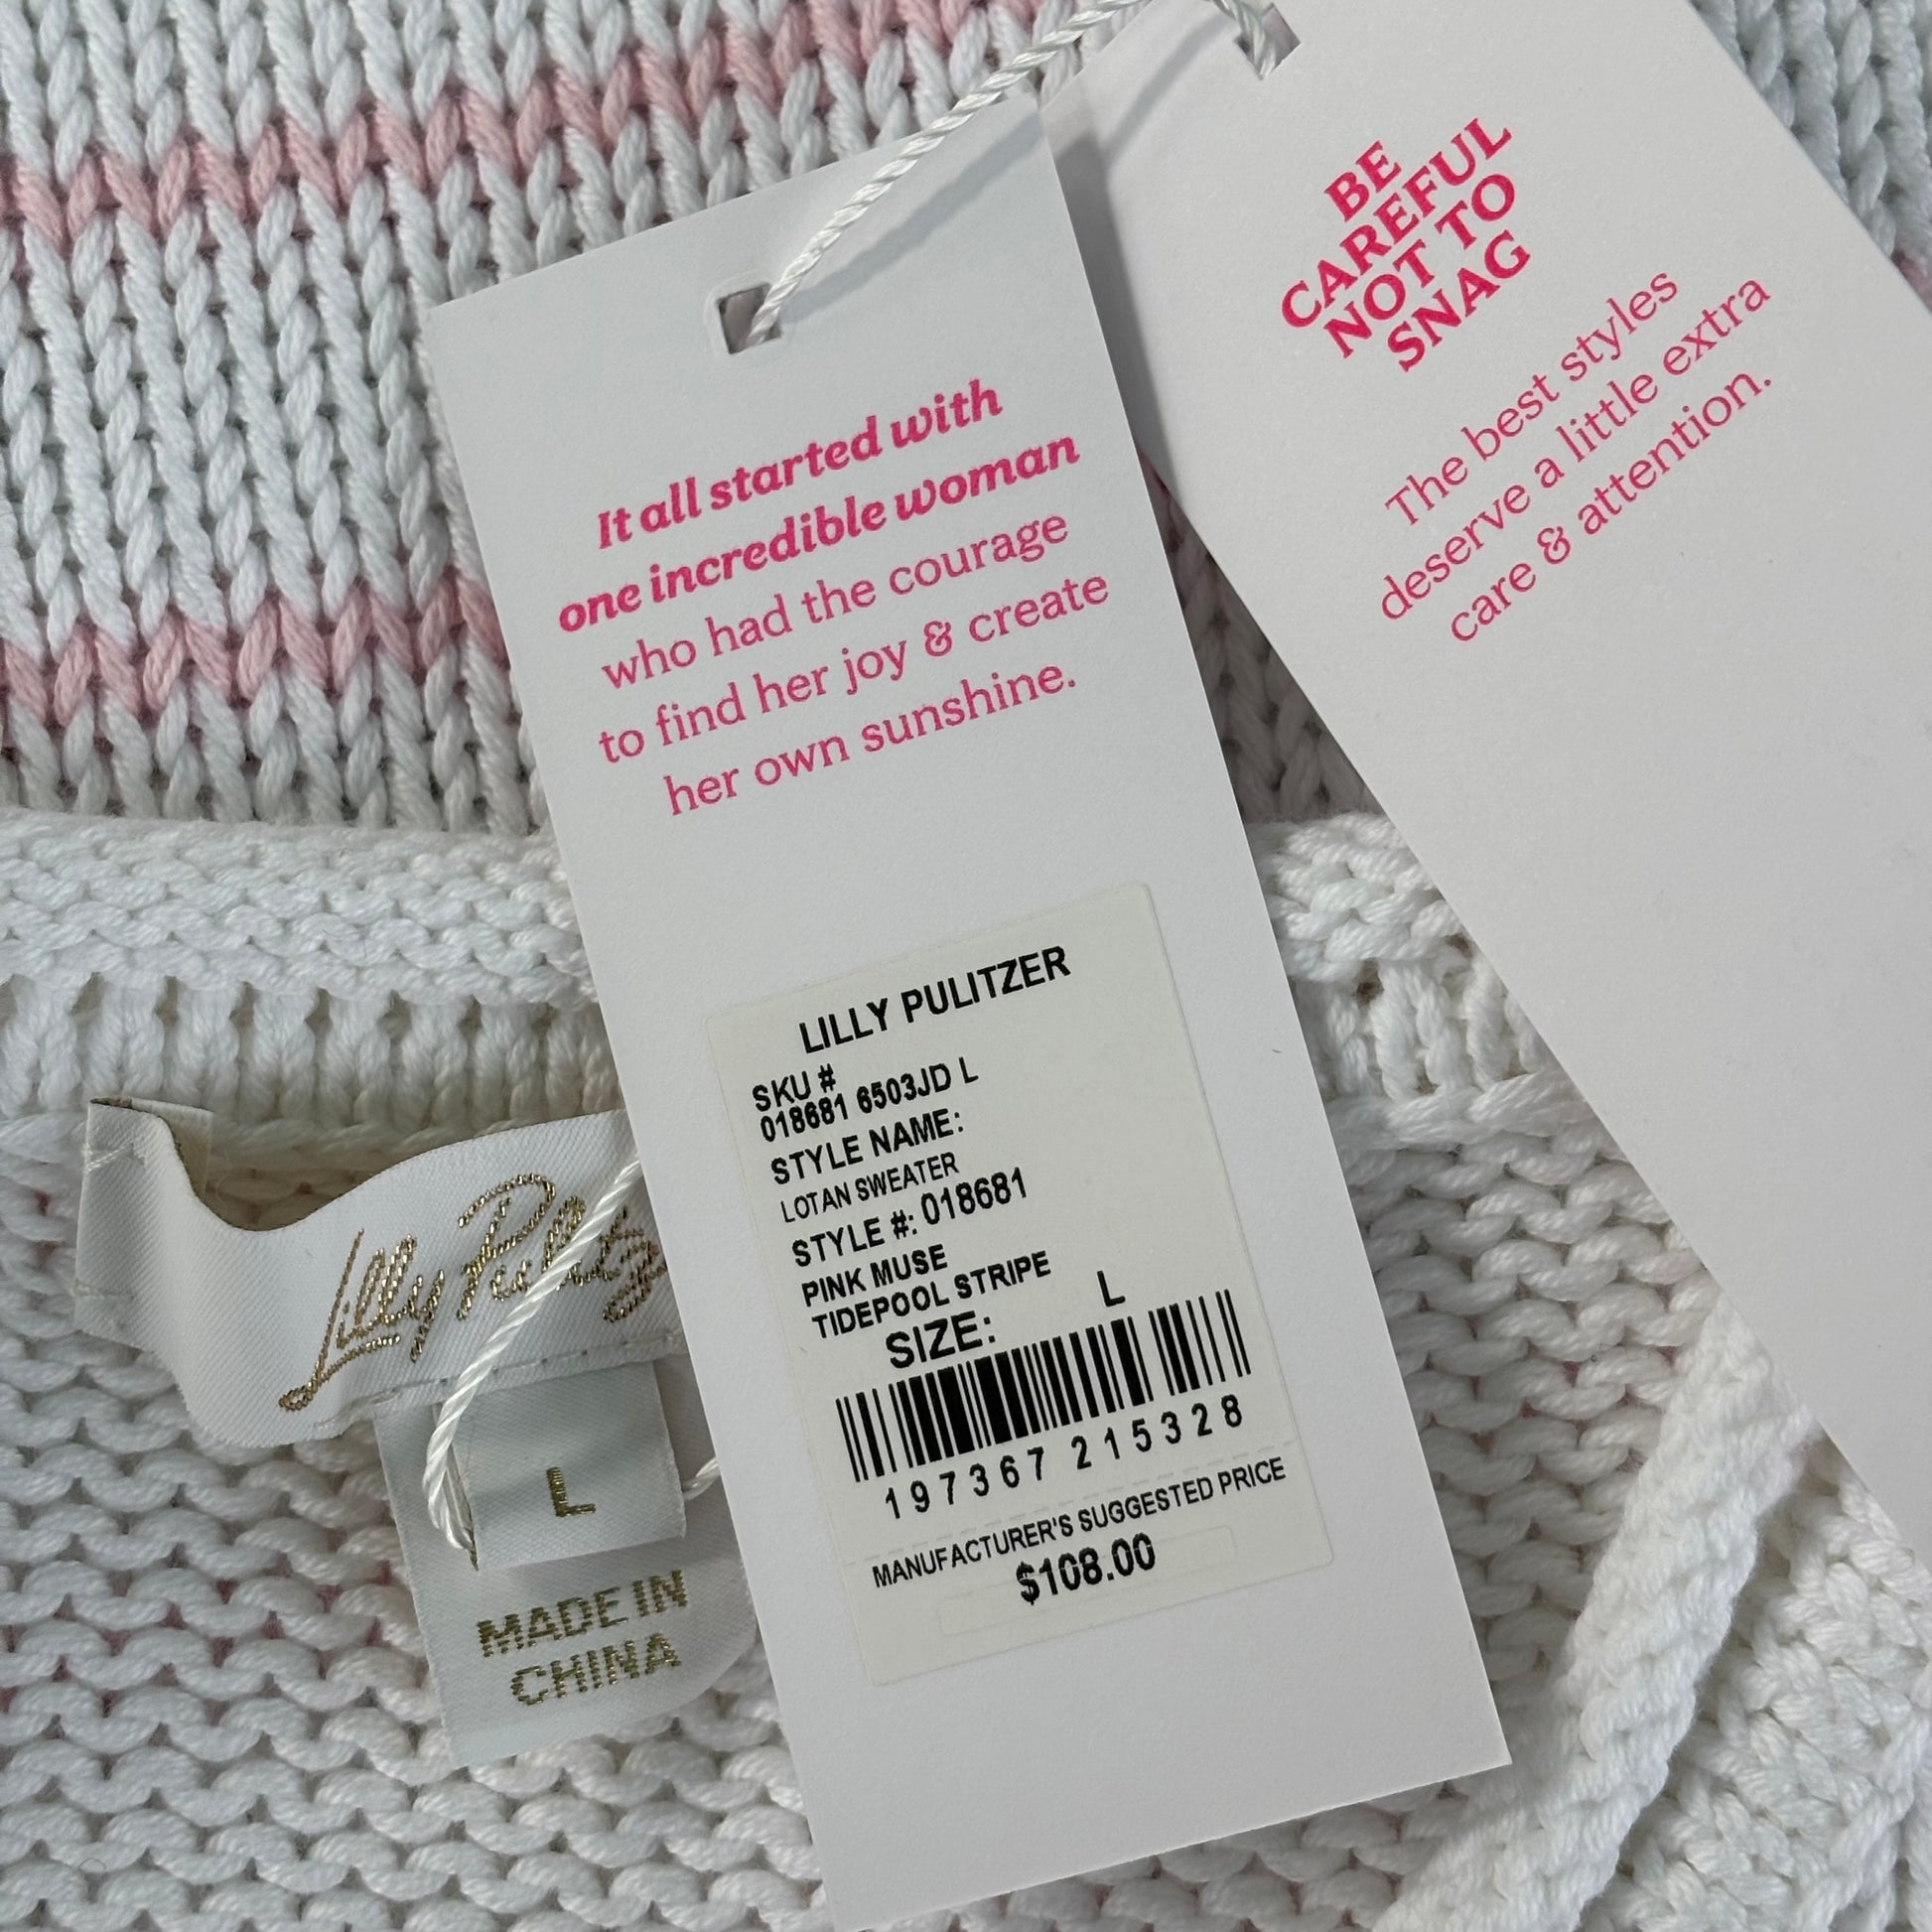 It all started with
one incredible woman
who had the courage
to find her joy & create
her own sunshine.
LILLY PULITZER
SKU #
018681 6503JD L
STYLE NAME:
LOTAN SWEATER
STYLE #: 018681
PINK MUSE
TIDEPOOL STRIPE
SIZE: L
197367 215328
MANUFACTURER'S SUGGESTED PRICE
$108.00
BE
CAREFUL
NOT TO
SNAG
The best styles
deserve a little extra
care & attention.
Lilly Pulitz
L
MADE IN
CHINA